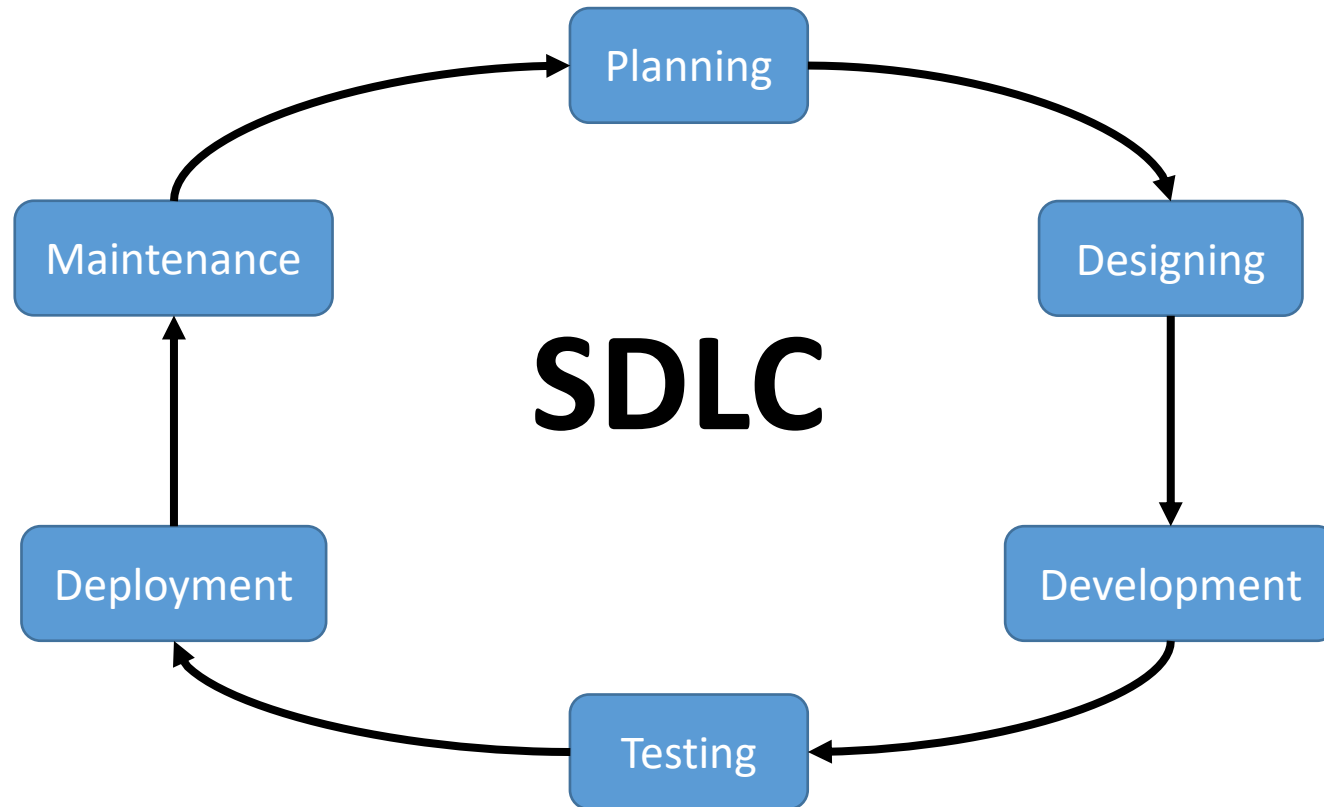 Planning
Maintenance
Designing
SDLC
Deployment
Development
Testing